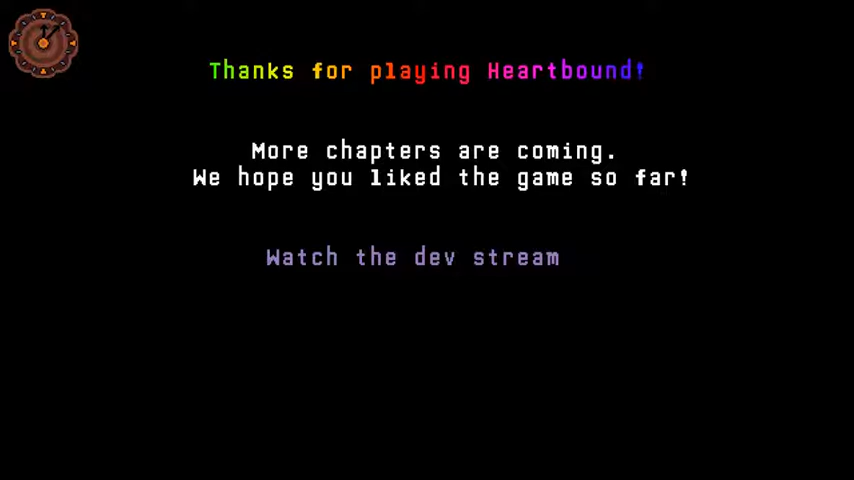 Thanks for playing Heartbound!
More chapters are coming.
We hope you liked the game so far!
Watch the dev stream